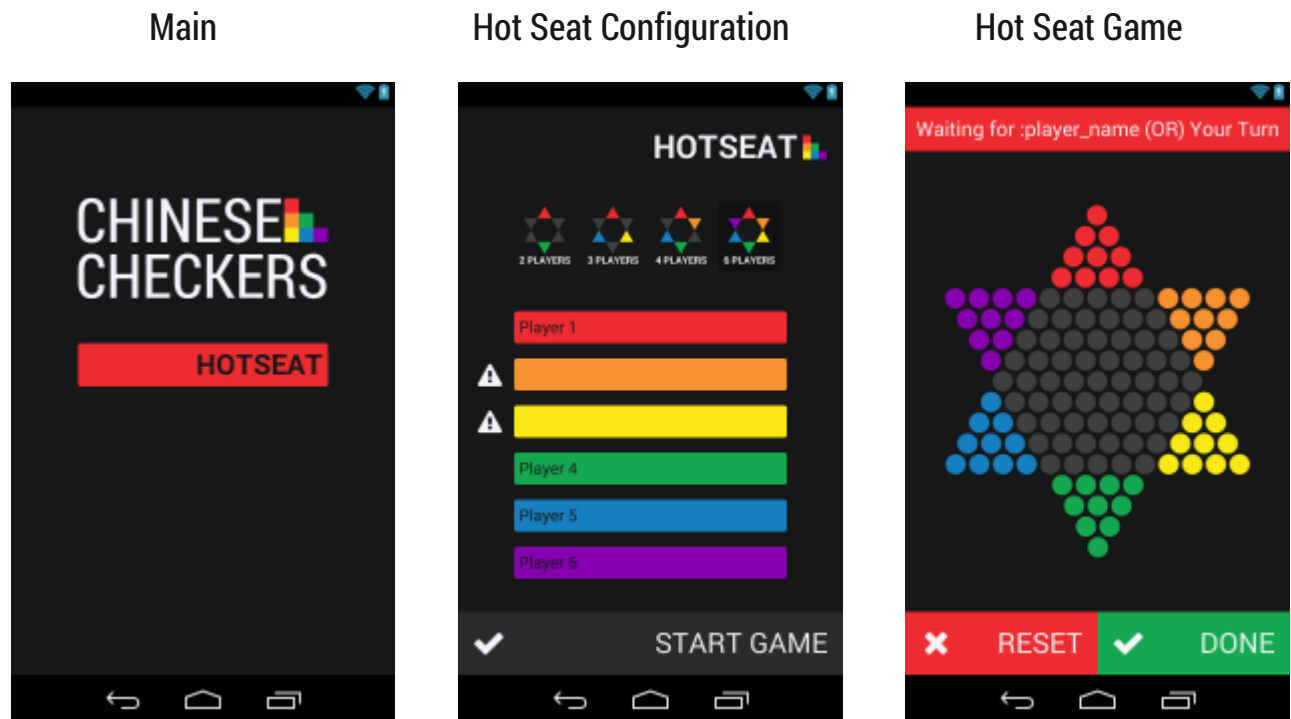 Main
Hot Seat Configuration
Hot Seat Game
CHINESE
CHECKERS
HOTSEAT
HOTSEAT
2 PLAYERS 3 PLAYERS 4 PLAYERS 6 PLAYERS
Player 1
Player 4
Player 5
Player 6
START GAME
Waiting for :player_name (OR) Your Turn
RESET DONE